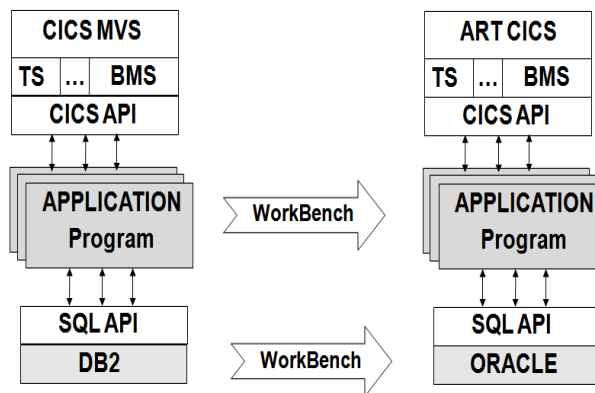 CICS MVS
TS ... BMS
CICS API
APPLICATION
Program
SQL API
DB2
WorkBench
WorkBench
ART CICS
TS ... BMS
CICS API
APPLICATION
Program
SQL API
ORACLE